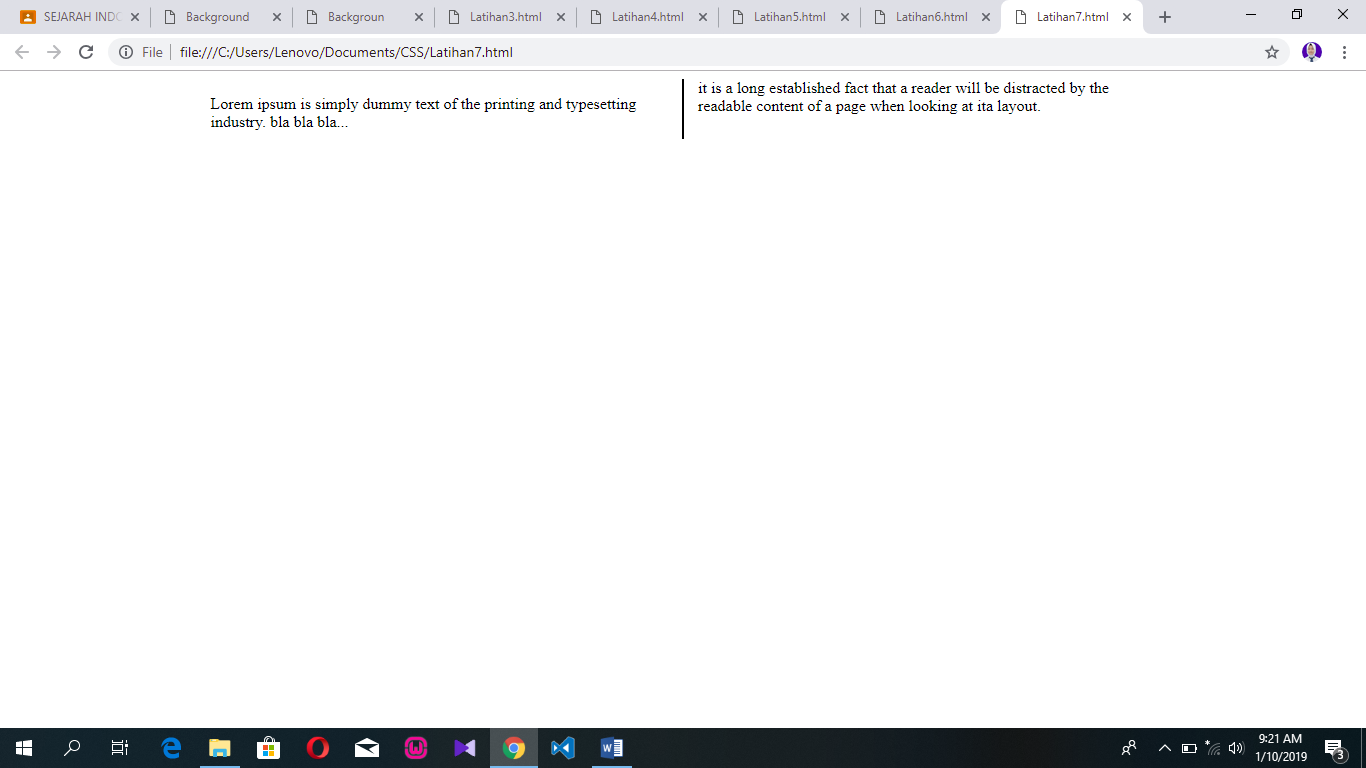 SEJARAH INDO
Background
Backgroun
Latihan3.html
Latihan4.html
Latihan5.html
Latihan6.html
Latihan7.html
File
file:///C:/Users/Lenovo/Documents/CSS/Latihan7.html
Lorem ipsum is simply dummy text of the printing and typesetting
industry. bla bla bla...
it is a long established fact that a reader will be distracted by the
readable content of a page when looking at ita layout.
9:21 AM
1/10/2019
3